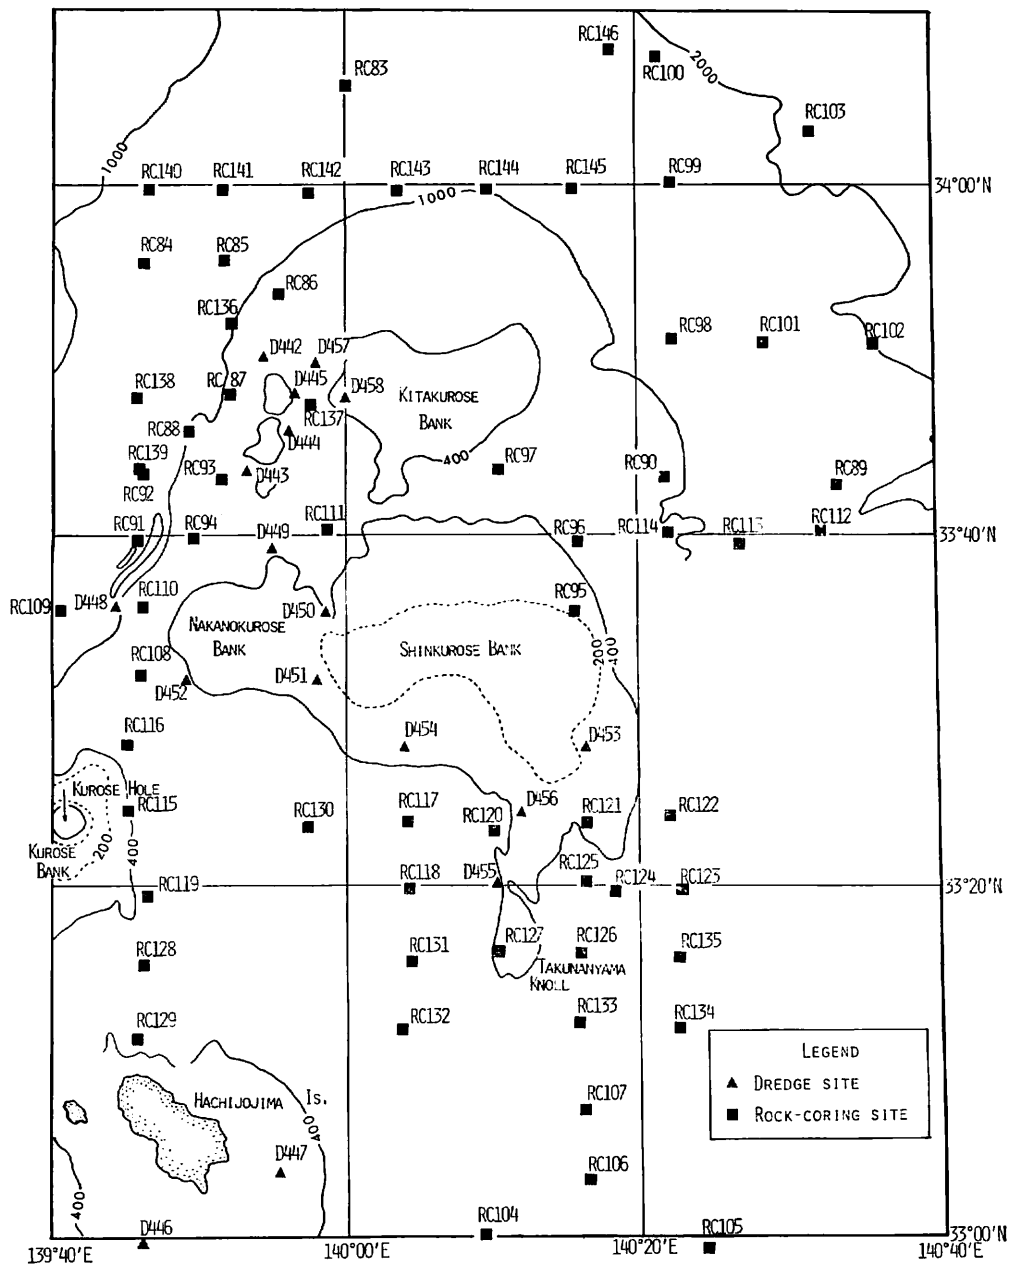 RC146
RC100
2000
RC83
RC103
1000
RC140
RC141
RC142
RC143
RC144
RC145
RC99
34°00'N
1000
RC84
RC85
RC86
RC136
RC98
RC101
RC102
D442
D457
D445
D458
RC138
RC87
KITAKUROSE
BANK
RC137
RC88
D444
400
RC97
RC139
RC93
D443
RC90
RC89
RC92
RC91
RC94
RC111
RC96
RC114
RC113
RC112
33°40'N
D449
RC109
D448
RC110
D450
RC95
NAKANOKUROSE
BANK
SHINKUROSE BANK
200
400
RC108
D452
D451
RC116
D454
D453
KUROSE HOLE
RC115
RC130
RC117
RC120
D456
RC121
RC122
KUROSE
BANK
200
400
RC118
D455
RC125
RC124
RC123
33°20'N
RC119
RC128
RC131
RC127
RC126
RC135
TAKUNANYAMA
KNOLL
RC129
RC132
RC133
RC134
LEGEND
DREDGE SITE
ROCK-CORING SITE
HACHIJOJIMA IS.
400
RC107
D447
RC106
400
D446
RC104
RC105
33°00'N
139°40'E
140°00'E
140°20'E
140°40'E